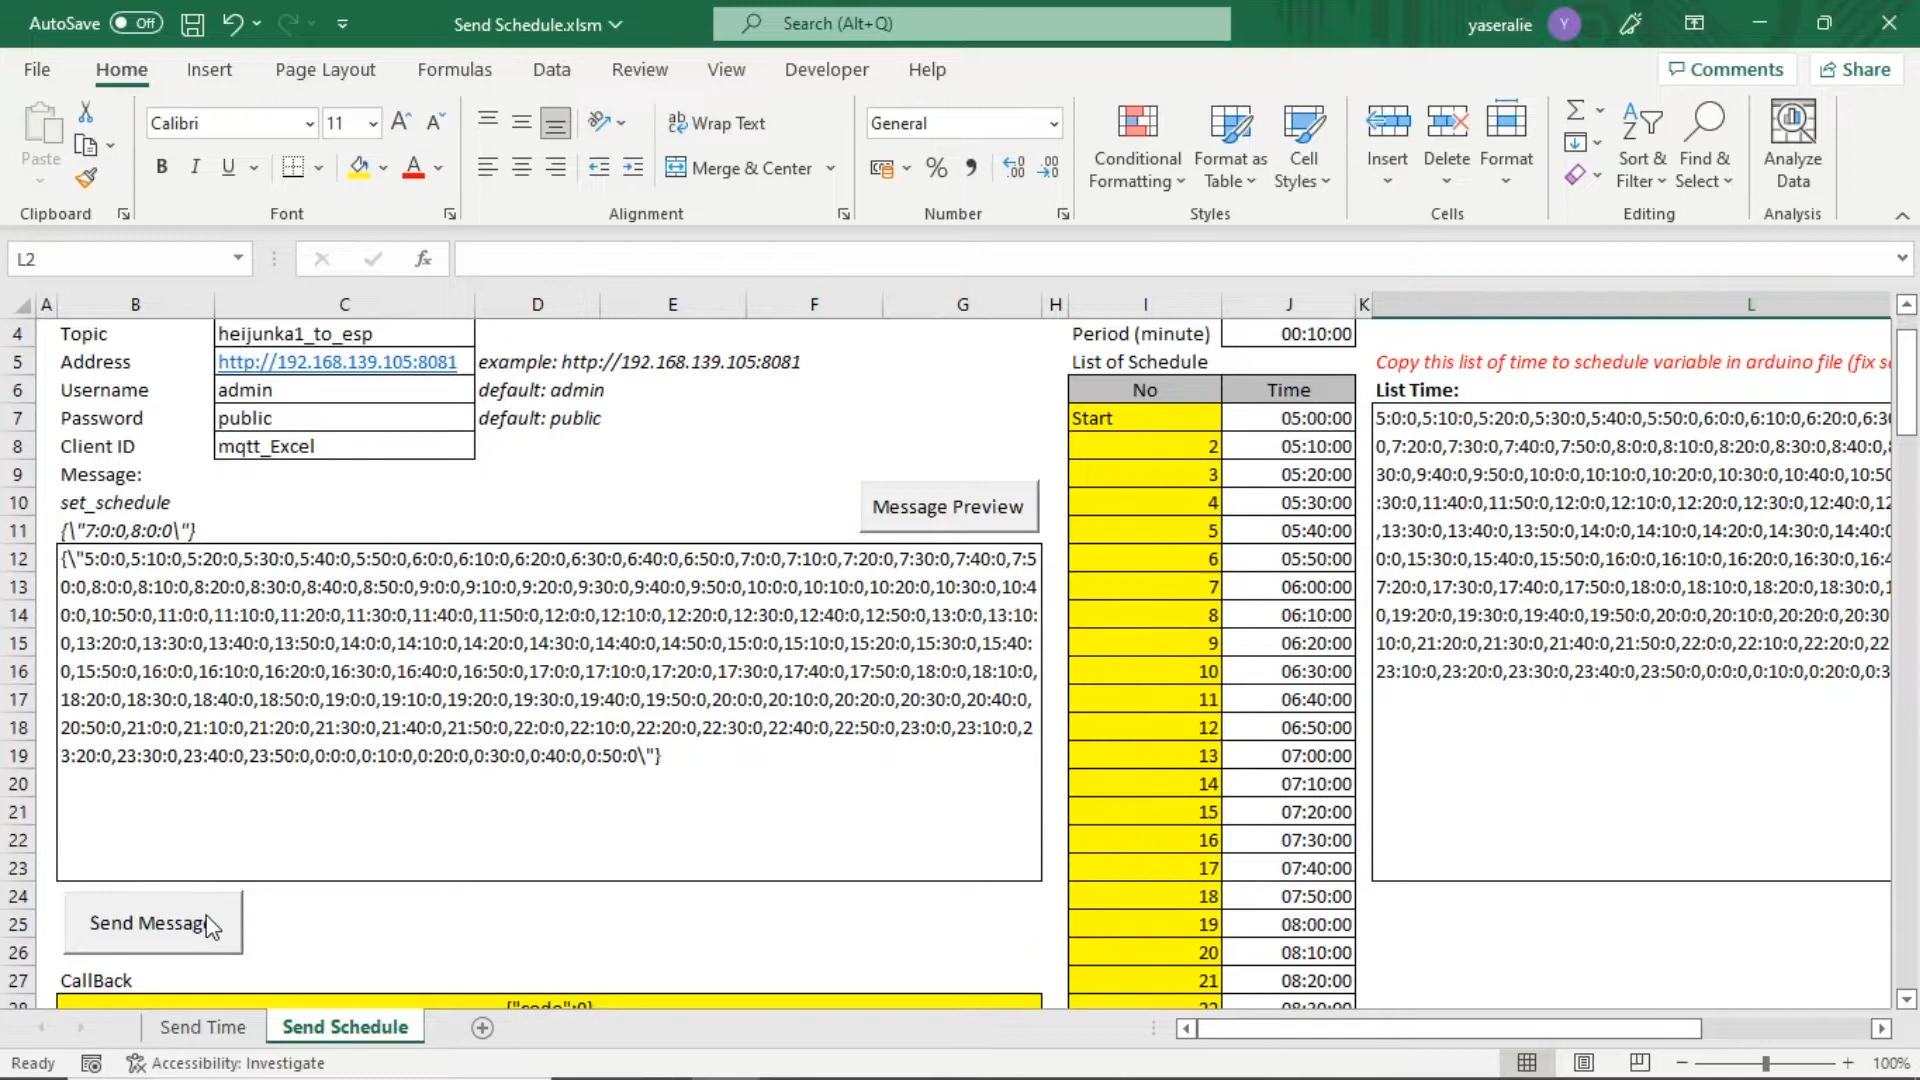 AutoSave Off
Send Schedule.xlsm
Search (Alt+Q)
yaseralie
Y
File Home Insert Page Layout Formulas Data Review View Developer Help
Comments
Share
Paste
Clipboard
Calibri
11
A A
B I U
A
Font
ab Wrap Text
Merge & Center
Alignment
General
%
Number
Conditional Formatting
Format as Table
Cell Styles
Styles
Insert
Delete
Format
Cells
Sort & Filter
Find & Select
Editing
Analyze Data
Analysis
L2
fx
A B C D E F G H I J K L
4 Topic heijunka1_to_esp Period (minute) 00:10:00
5 Address http://192.168.139.105:8081 example: http://192.168.139.105:8081 List of Schedule Copy this list of time to schedule variable in arduino file (fix
6 Username admin default: admin No Time List Time:
7 Password public default: public Start 05:00:00 5:0:0,5:10:0,5:20:0,5:30:0,5:40:0,5:50:0,6:0:0,6:10:0,6:20:0,6:30
8 Client ID mqtt_Excel 2 05:10:00 0,7:20:0,7:30:0,7:40:0,7:50:0,8:0:0,8:10:0,8:20:0,8:30:0,8:40:0,
9 Message: 3 05:20:00 30:0,9:40:0,9:50:0,10:0:0,10:10:0,10:20:0,10:30:0,10:40:0,10:50
10 set_schedule Message Preview 4 05:30:00 :30:0,11:40:0,11:50:0,12:0:0,12:10:0,12:20:0,12:30:0,12:40:0,12
11 {\"7:0:0,8:0:0\"} 5 05:40:00 ,13:30:0,13:40:0,13:50:0,14:0:0,14:10:0,14:20:0,14:30:0,14:40:0
12 {\"5:0:0,5:10:0,5:20:0,5:30:0,5:40:0,5:50:0,6:0:0,6:10:0,6:20:0,6:30:0,6:40:0,6:50:0,7:0:0,7:10:0,7:20:0,7:30:0,7:40:0,7:5 6 05:50:00 0:0,15:30:0,15:40:0,15:50:0,16:0:0,16:10:0,16:20:0,16:30:0,16:4
13 0:0,8:0:0,8:10:0,8:20:0,8:30:0,8:40:0,8:50:0,9:0:0,9:10:0,9:20:0,9:30:0,9:40:0,9:50:0,10:0:0,10:10:0,10:20:0,10:30:0,10:4 7 06:00:00 7:20:0,17:30:0,17:40:0,17:50:0,18:0:0,18:10:0,18:20:0,18:30:0,1
14 0:0,10:50:0,11:0:0,11:10:0,11:20:0,11:30:0,11:40:0,11:50:0,12:0:0,12:10:0,12:20:0,12:30:0,12:40:0,12:50:0,13:0:0,13:10: 8 06:10:00 0,19:20:0,19:30:0,19:40:0,19:50:0,20:0:0,20:10:0,20:20:0,20:30
15 0,13:20:0,13:30:0,13:40:0,13:50:0,14:0:0,14:10:0,14:20:0,14:30:0,14:40:0,14:50:0,15:0:0,15:10:0,15:20:0,15:30:0,15:40: 9 06:20:00 10:0,21:20:0,21:30:0,21:40:0,21:50:0,22:0:0,22:10:0,22:20:0,22
16 0,15:50:0,16:0:0,16:10:0,16:20:0,16:30:0,16:40:0,16:50:0,17:0:0,17:10:0,17:20:0,17:30:0,17:40:0,17:50:0,18:0:0,18:10:0, 10 06:30:00 23:10:0,23:20:0,23:30:0,23:40:0,23:50:0,0:0:0,0:10:0,0:20:0,0:3
17 18:20:0,18:30:0,18:40:0,18:50:0,19:0:0,19:10:0,19:20:0,19:30:0,19:40:0,19:50:0,20:0:0,20:10:0,20:20:0,20:30:0,20:40:0, 11 06:40:00
18 20:50:0,21:0:0,21:10:0,21:20:0,21:30:0,21:40:0,21:50:0,22:0:0,22:10:0,22:20:0,22:30:0,22:40:0,22:50:0,23:0:0,23:10:0,2 12 06:50:00
19 3:20:0,23:30:0,23:40:0,23:50:0,0:0:0,0:10:0,0:20:0,0:30:0,0:40:0,0:50:0\"} 13 07:00:00
20 14 07:10:00
21 15 07:20:00
22 16 07:30:00
23 17 07:40:00
24 18 07:50:00
25 Send Message 19 08:00:00
26 20 08:10:00
27 CallBack 21 08:20:00
28 {"code":0} 22 08:30:00
Send Time Send Schedule
Ready Accessibility: Investigate 100%